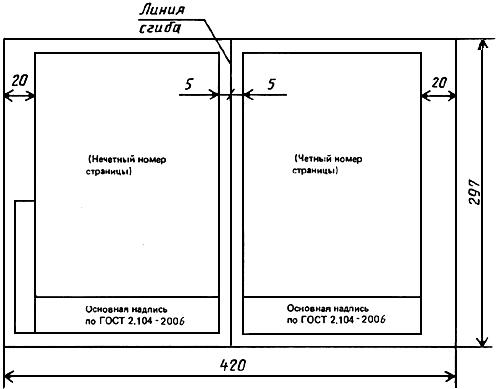 Линия
сгиба
20
5
5
20
(Нечетный номер
страницы)
(Четный номер
страницы)
297
Основная надпись
по ГОСТ 2.104-2006
Основная надпись
по ГОСТ 2.104-2006
420